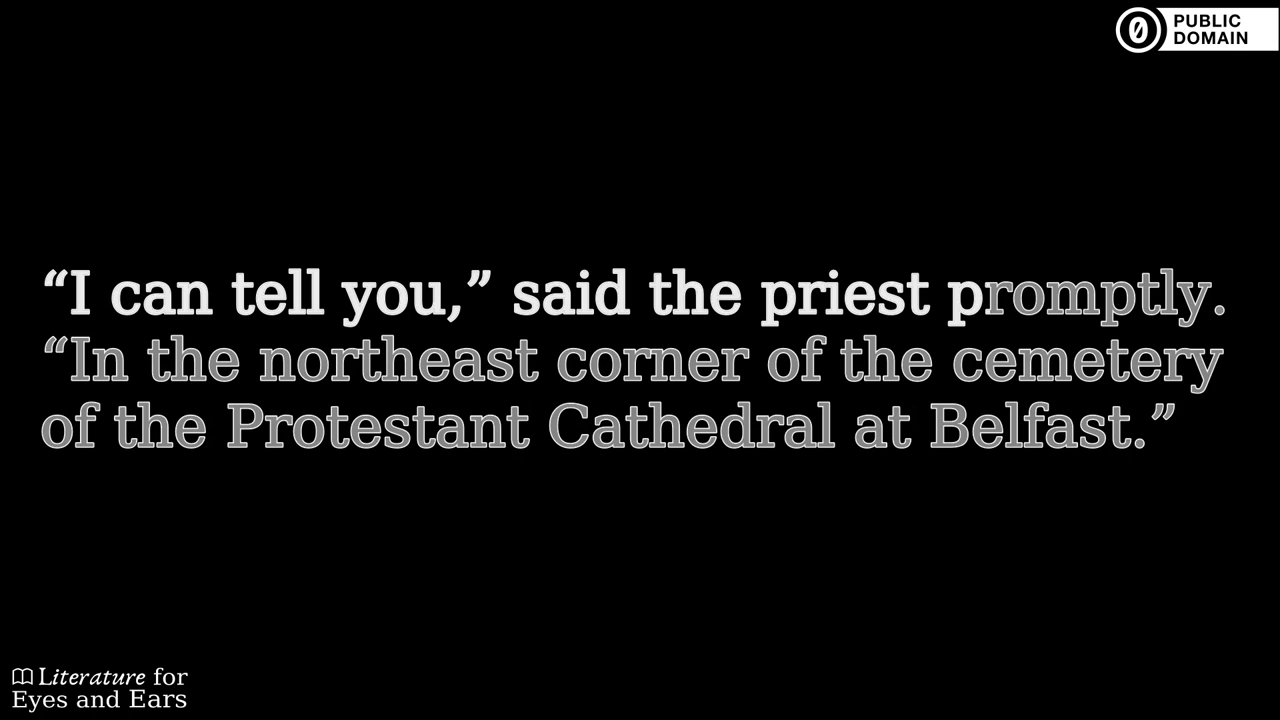 PUBLIC
DOMAIN
“I can tell you,” said the priest promptly.
“In the northeast corner of the cemetery
of the Protestant Cathedral at Belfast.”
Literature for
Eyes and Ears